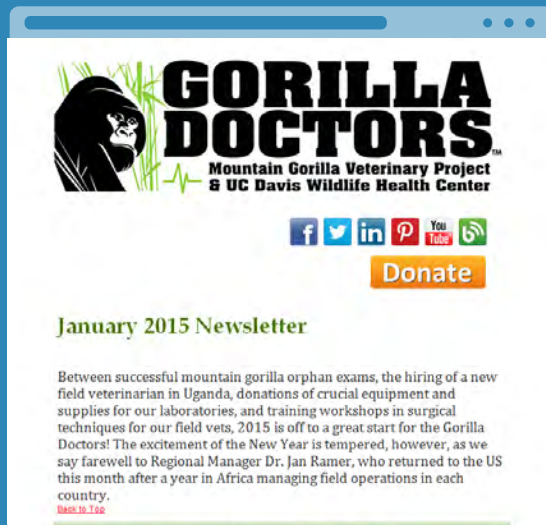 GORILLA
DOCTORS™
Mountain Gorilla Veterinary Project
& UC Davis Wildlife Health Center
f in P You Tube b
Donate
January 2015 Newsletter
Between successful mountain gorilla orphan exams, the hiring of a new
field veterinarian in Uganda, donations of crucial equipment and
supplies for our laboratories, and training workshops in surgical
techniques for our field vets, 2015 is off to a great start for the Gorilla
Doctors! The excitement of the New Year is tempered, however, as we
say farewell to Regional Manager Dr. Jan Ramer, who returned to the US
this month after a year in Africa managing field operations in each
country.
Back to Top